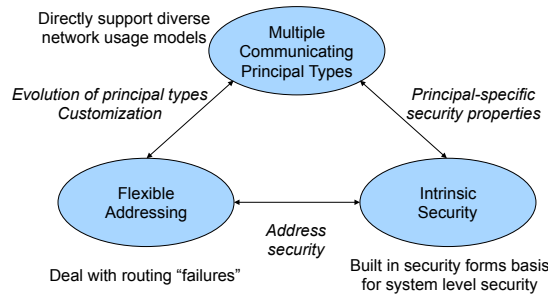 Directly support diverse
network usage models
Multiple
Communicating
Principal Types
Evolution of principal types
Customization
Principal-specific
security properties
Flexible
Addressing
Intrinsic
Security
Address
security
Deal with routing “failures”
Built in security forms basis
for system level security